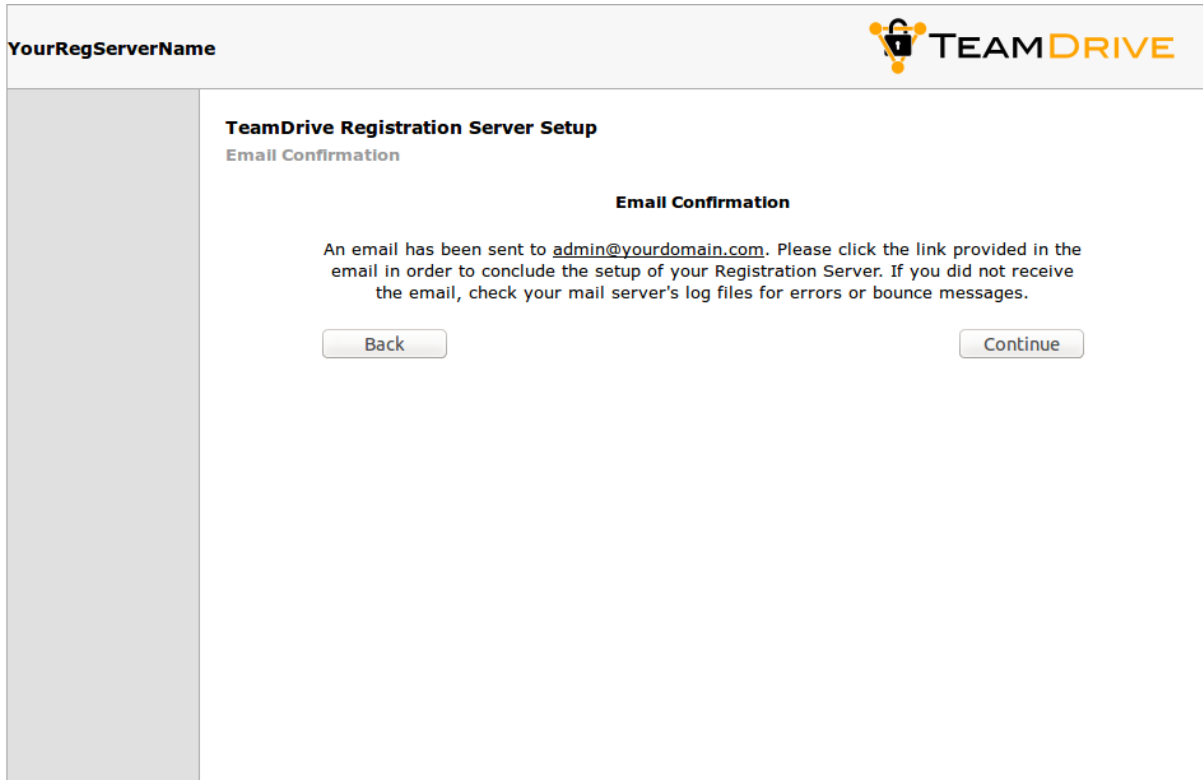 YourRegServerName
TEAMDRIVE
TeamDrive Registration Server Setup
Email Confirmation
Email Confirmation
An email has been sent to admin@yourdomain.com. Please click the link provided in the
email in order to conclude the setup of your Registration Server. If you did not receive
the email, check your mail server's log files for errors or bounce messages.
Back
Continue